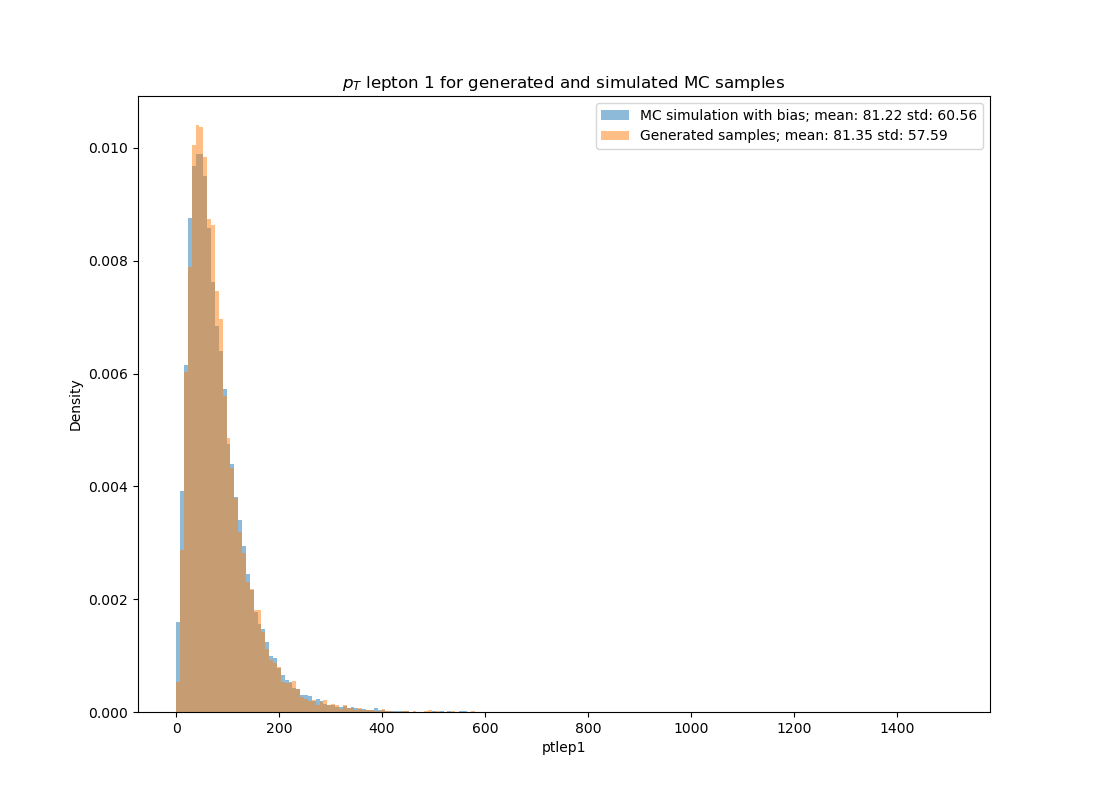 $p_T$ lepton 1 for generated and simulated MC samples
MC simulation with bias; mean: 81.22 std: 60.56
Generated samples; mean: 81.35 std: 57.59
Density
0.010
0.008
0.006
0.004
0.002
0.000
0 200 400 600 800 1000 1200 1400
ptlep1